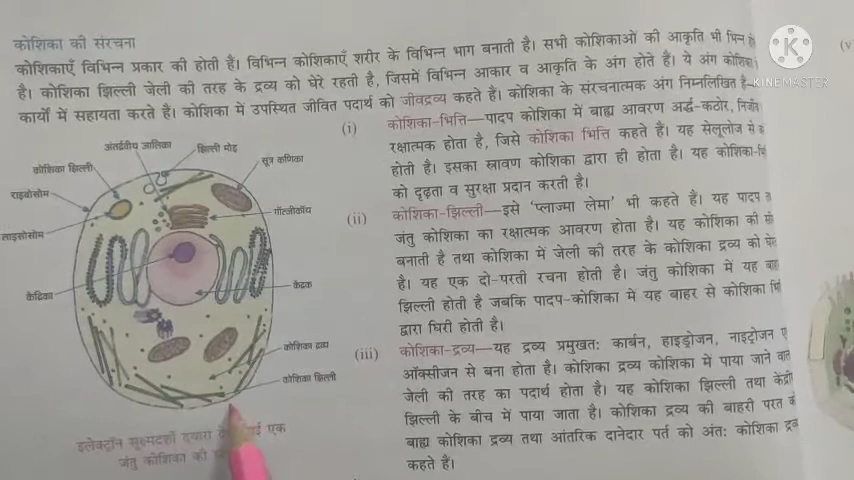 कोशिका की संरचना
कोशिकाएँ विभिन्न प्रकार की होती हैं। विभिन्न कोशिकाएँ शरीर के विभिन्न भाग बनाती हैं। सभी कोशिकाओं की आकृति भी भिन्न
है। कोशिका झिल्ली जेली की तरह के द्रव्य को घेरे रहती है, जिसमें विभिन्न आकार व आकृति के अंग होते हैं। ये अंग कोशिका
कार्यों में सहायता करते हैं। कोशिका में उपस्थित जीवित पदार्थ को जीवद्रव्य कहते हैं। कोशिका के संरचनात्मक अंग निम्नलिखित हैं–
(i) कोशिका-भित्ति—पादप कोशिका में बाह्य आवरण अर्द्ध-कठोर,
रक्षात्मक होता है, जिसे कोशिका भित्ति कहते हैं। यह सेलूलोज से
होती है। इसका स्रावण कोशिका द्वारा ही होता है। यह
को दृढ़ता व सुरक्षा प्रदान करती है।
(ii) कोशिका-झिल्ली—इसे ‘प्लाज्मा लेमा’ भी कहते हैं। यह पादप
जंतु कोशिका का रक्षात्मक आवरण होता है। यह कोशिका को
बनाती है तथा कोशिका में जेली की तरह के कोशिका द्रव्य को
है। यह एक दो-परती रचना होती है। जंतु कोशिका में यह
झिल्ली होती है जबकि पादप-कोशिका में यह बाहर से कोशिका
द्वारा घिरी होती है।
(iii) कोशिका-द्रव्य—यह द्रव्य प्रमुखत: कार्बन, हाइड्रोजन, नाइट्रोजन
ऑक्सीजन से बना होता है। कोशिका द्रव्य कोशिका में पाया जाने
जेली की तरह का पदार्थ होता है। यह कोशिका झिल्ली तथा
झिल्ली के बीच में पाया जाता है। कोशिका द्रव्य की बाहरी परत
बाह्य कोशिका द्रव्य तथा आंतरिक दानेदार पर्त को अंत: कोशिका
कहते हैं।
अंतर्द्रवीय जालिका
झिल्ली मोड़
सूत्र कणिका
कोशिका झिल्ली
राइबोसोम
गॉल्जीकॉय
लाइसोसोम
केंद्रिका
केंद्रक
कोशिका द्रव्य
कोशिका झिल्ली
इलेक्ट्रॉन सूक्ष्मदर्शी द्वारा एक
जंतु कोशिका की
K
KINEMASTER
(v)